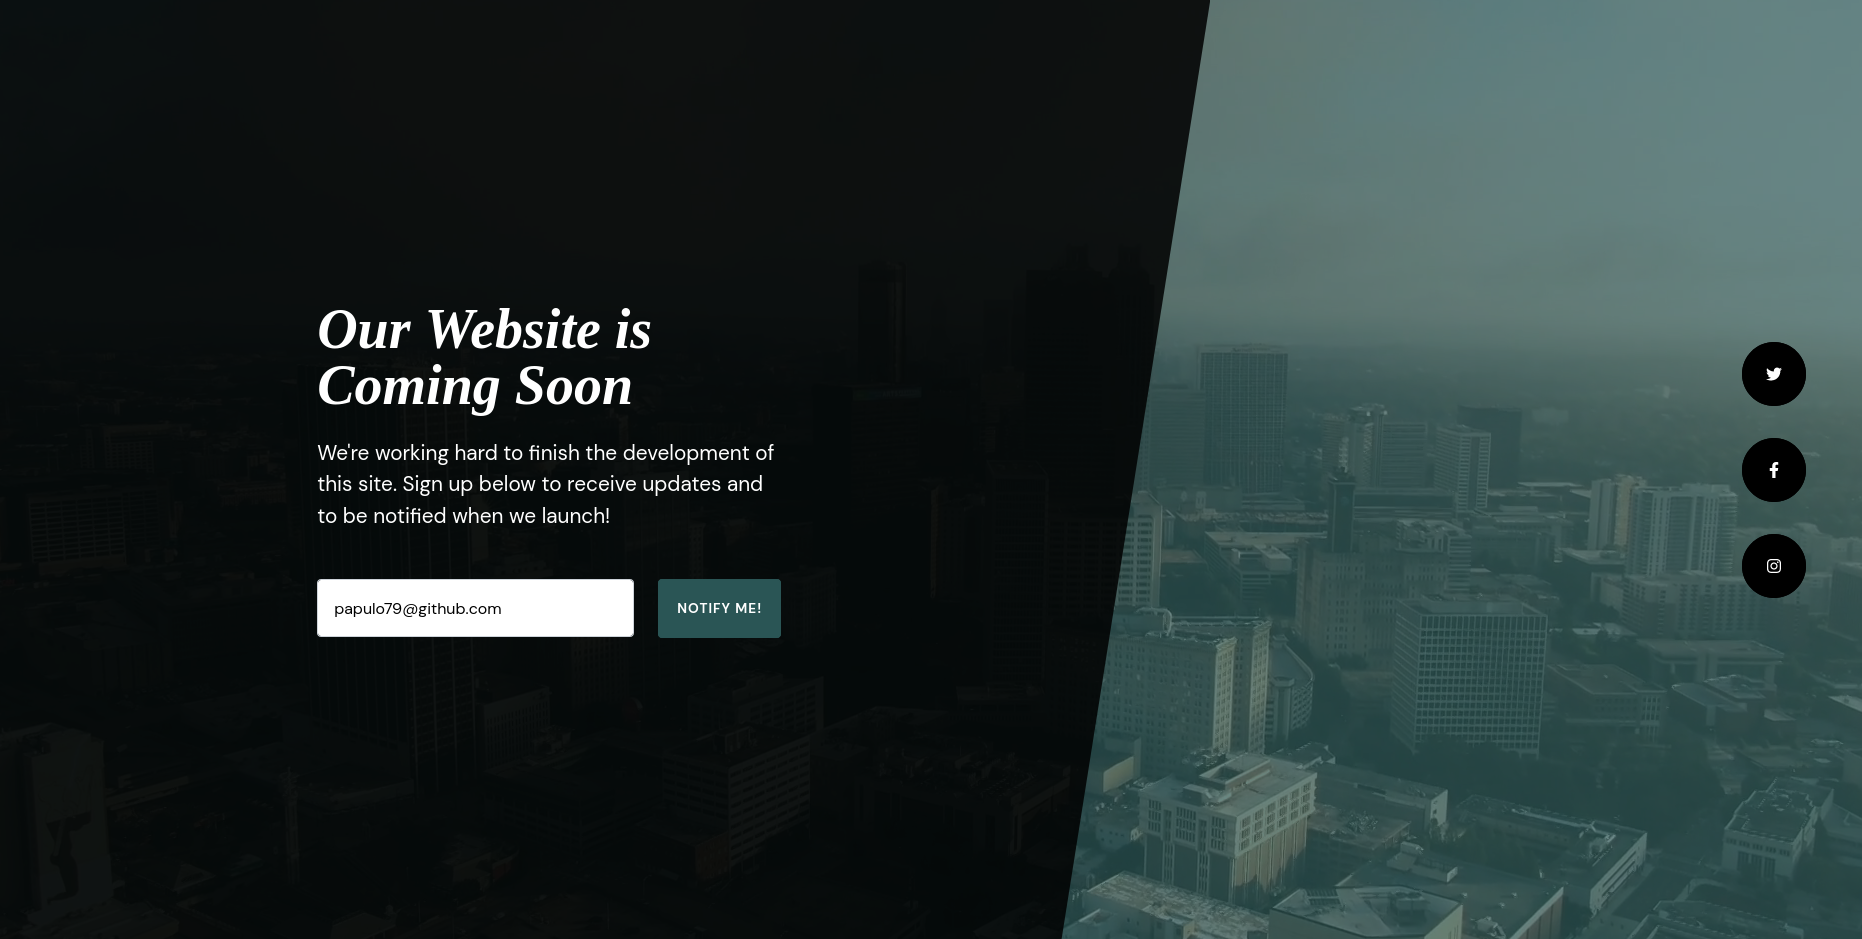 Our Website is
Coming Soon
We're working hard to finish the development of
this site. Sign up below to receive updates and
to be notified when we launch!
papulo79@github.com
NOTIFY ME!